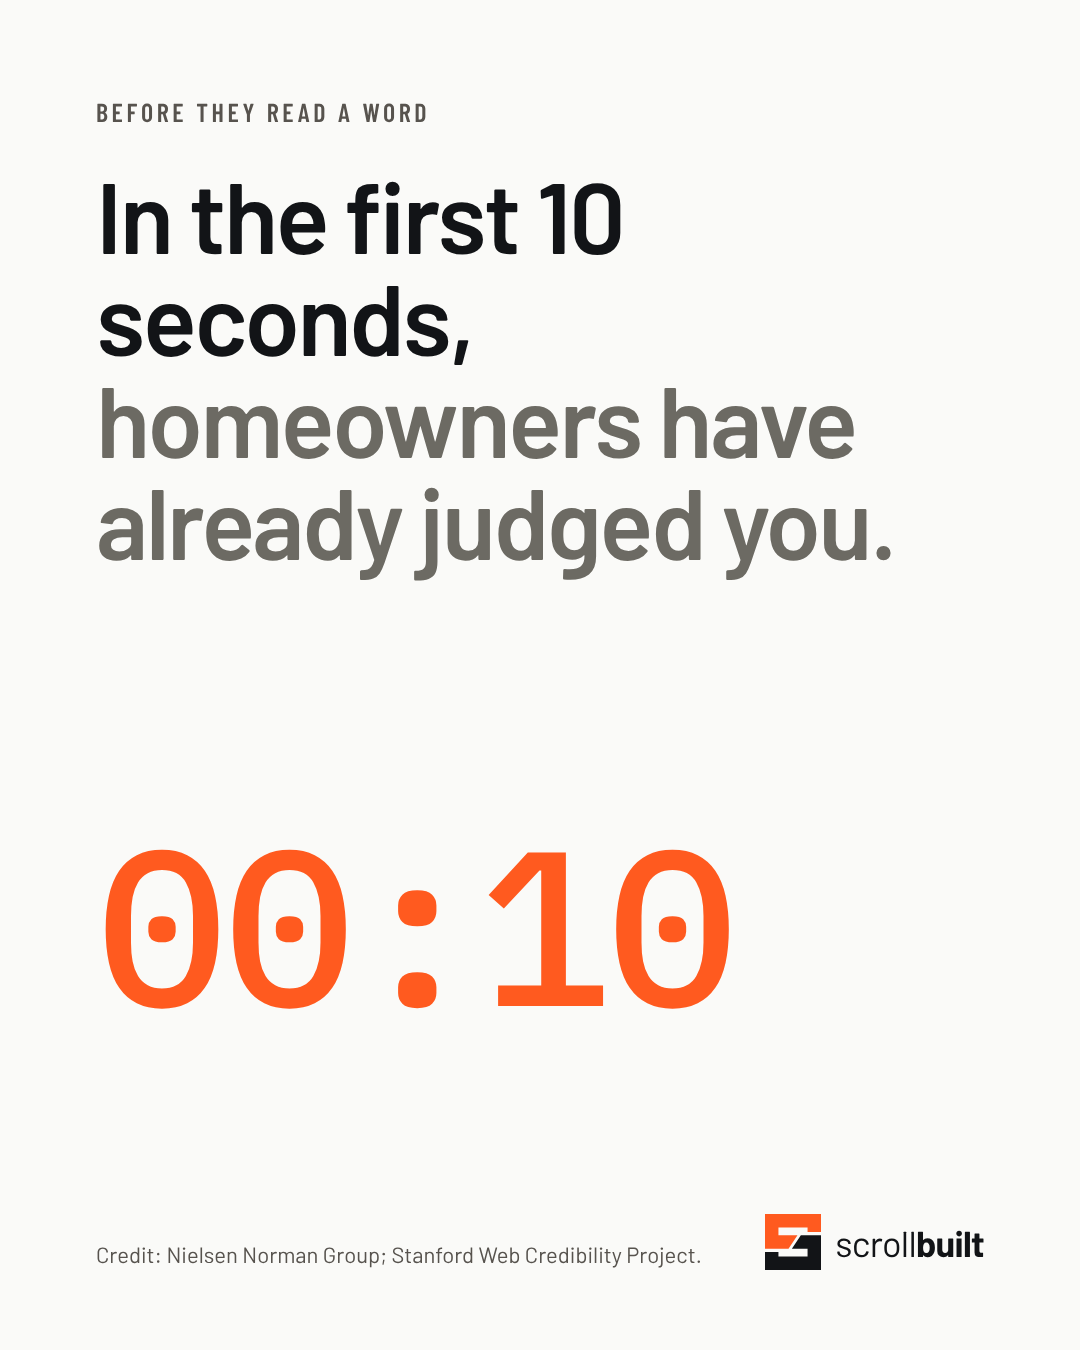 BEFORE THEY READ A WORD
In the first 10
seconds,
homeowners have
already judged you.
00:10
Credit: Nielsen Norman Group; Stanford Web Credibility Project.
scrollbuilt